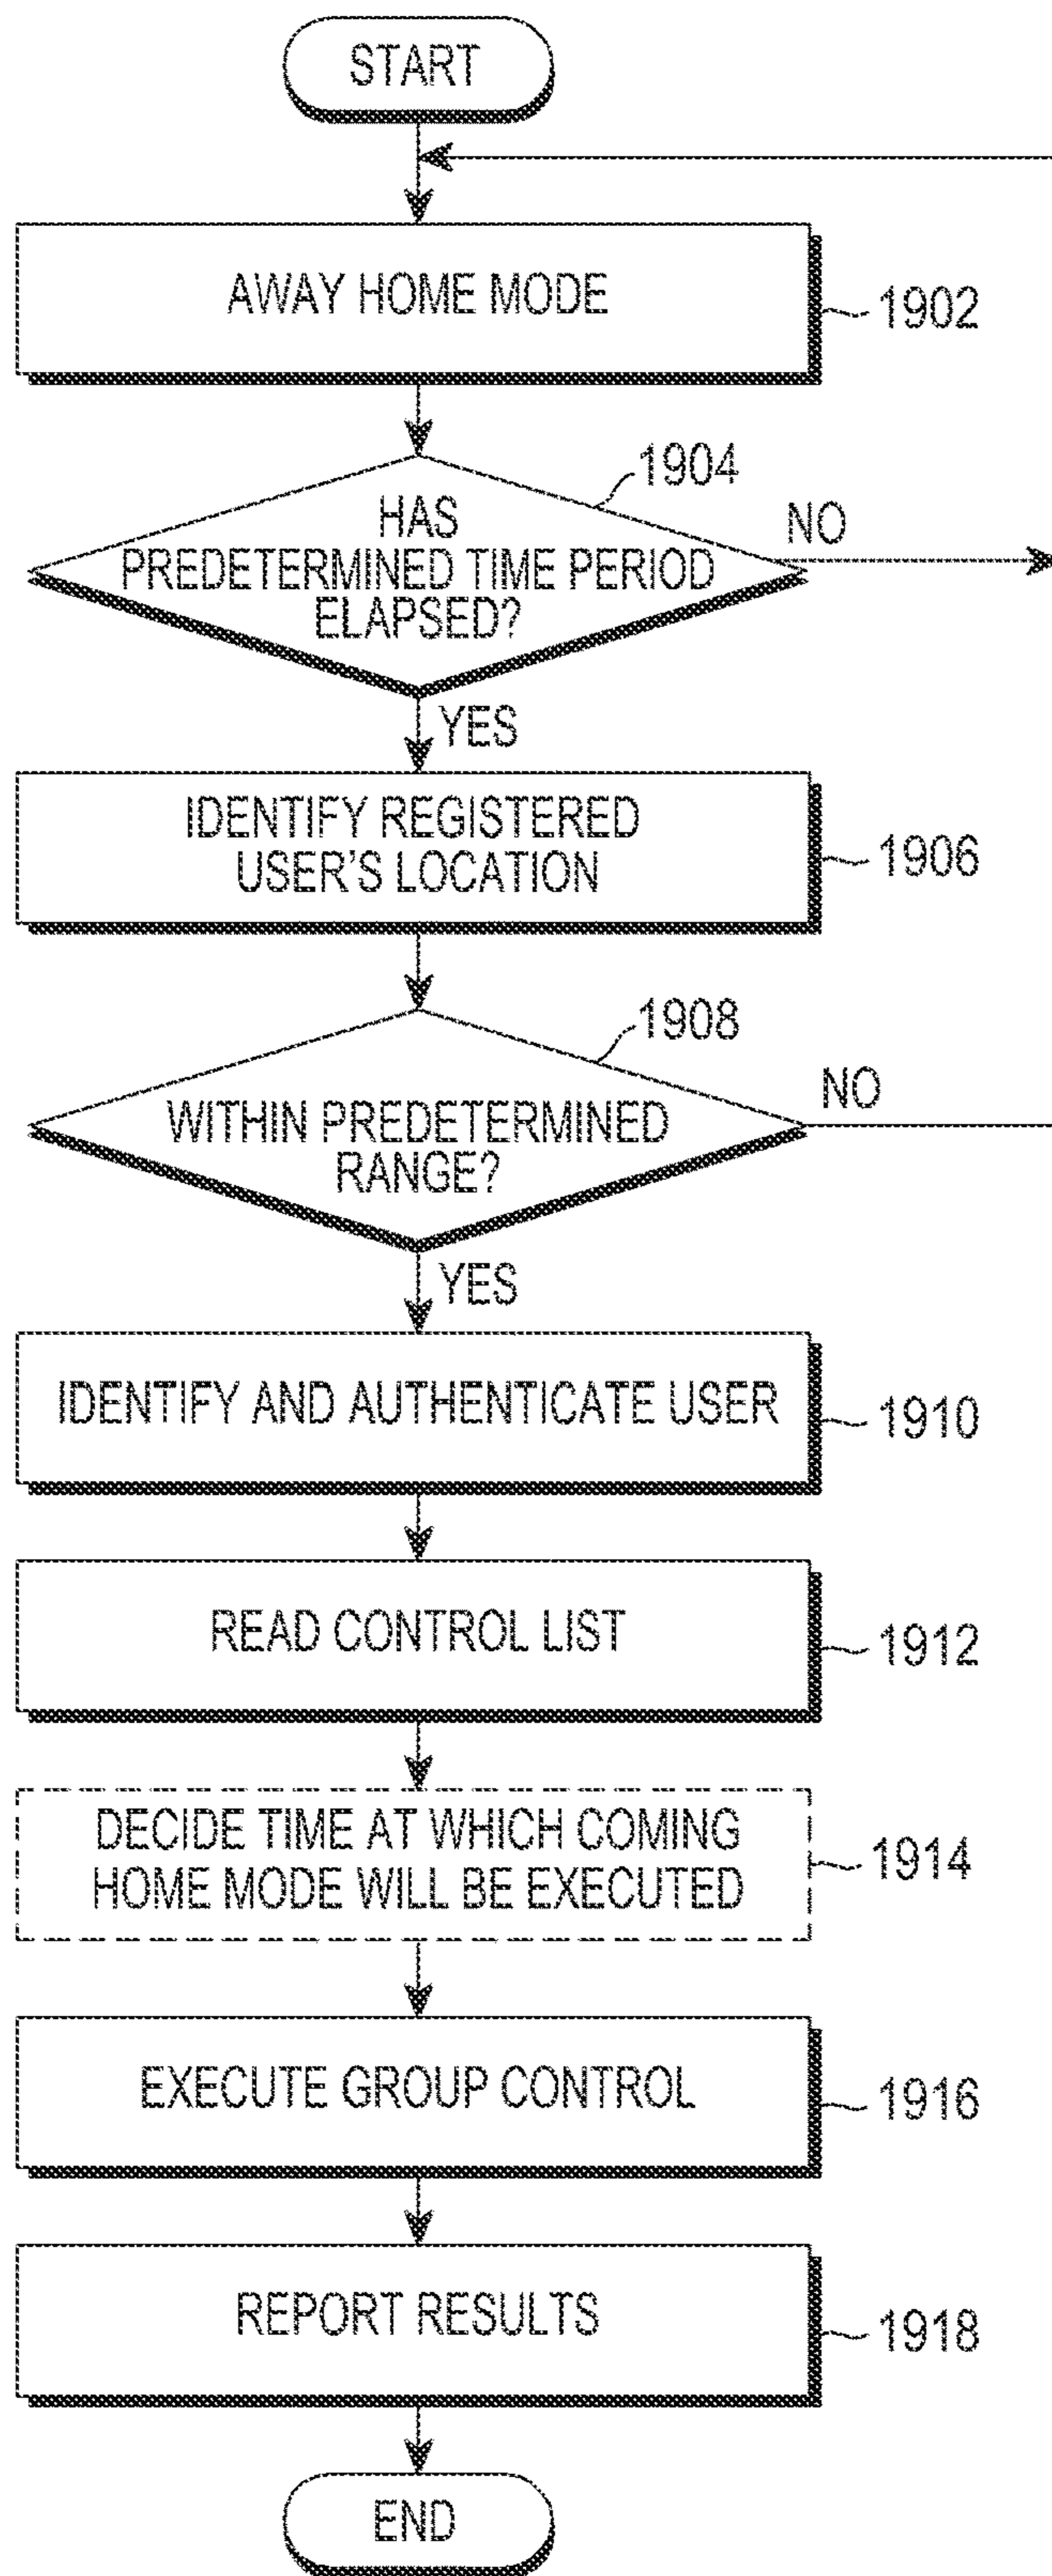 START
AWAY HOME MODE
1902
1904
HAS
PREDETERMINED TIME PERIOD
ELAPSED?
NO
YES
IDENTIFY REGISTERED
USER'S LOCATION
1906
1908
WITHIN PREDETERMINED
RANGE?
NO
YES
IDENTIFY AND AUTHENTICATE USER
1910
READ CONTROL LIST
1912
DECIDE TIME AT WHICH COMING
HOME MODE WILL BE EXECUTED
1914
EXECUTE GROUP CONTROL
1916
REPORT RESULTS
1918
END